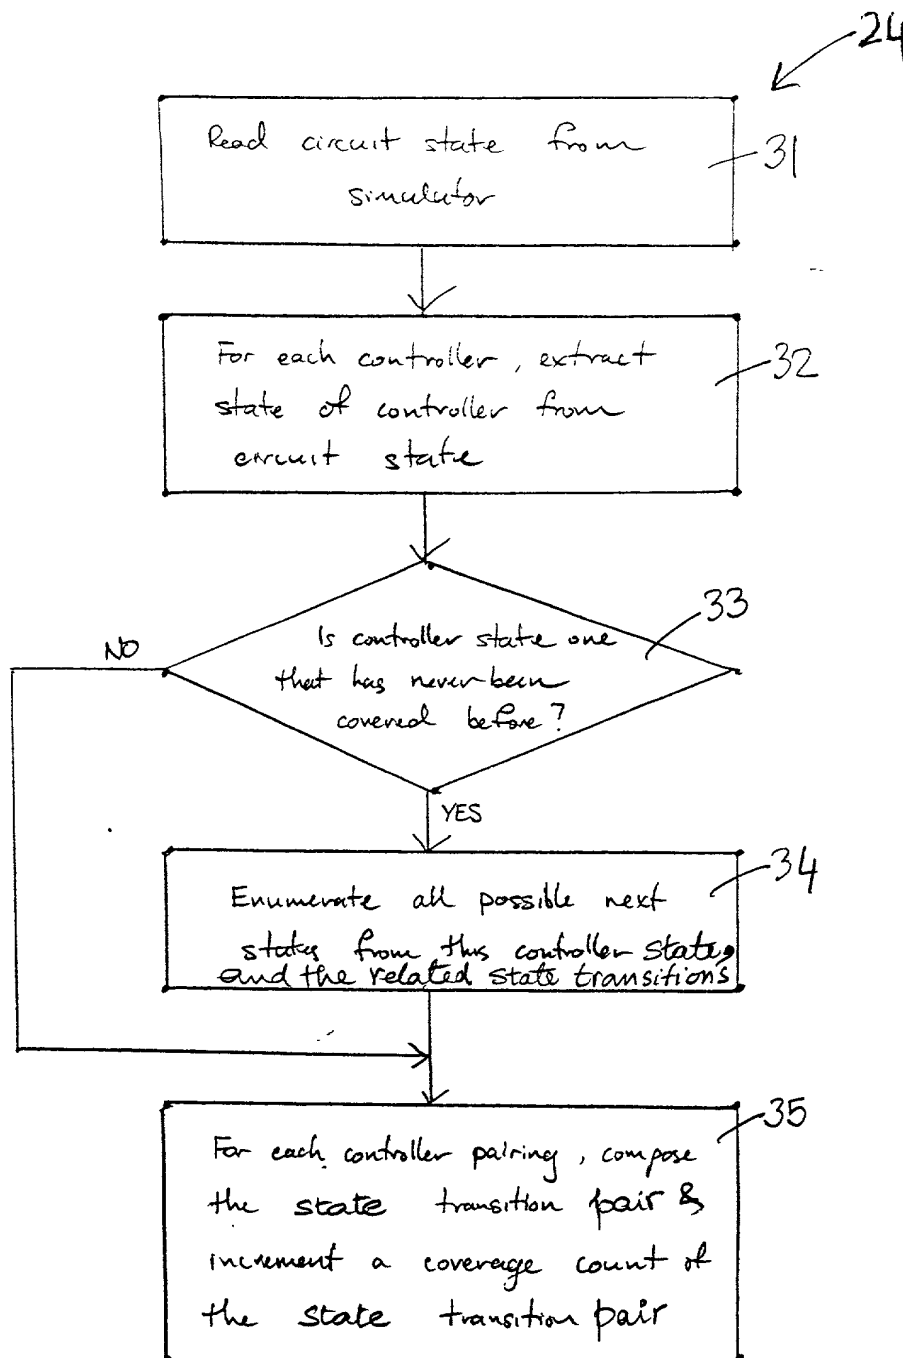 24
Read circuit state from
simulator
31
For each controller, extract
state of controller from
circuit state
32
33
Is controller state one
that has never been
covered before?
NO
YES
34
Enumerate all possible next
states from this controller state,
and the related state transitions
35
For each controller pairing, compose
the state transition pair &
increment a coverage count of
the state transition pair